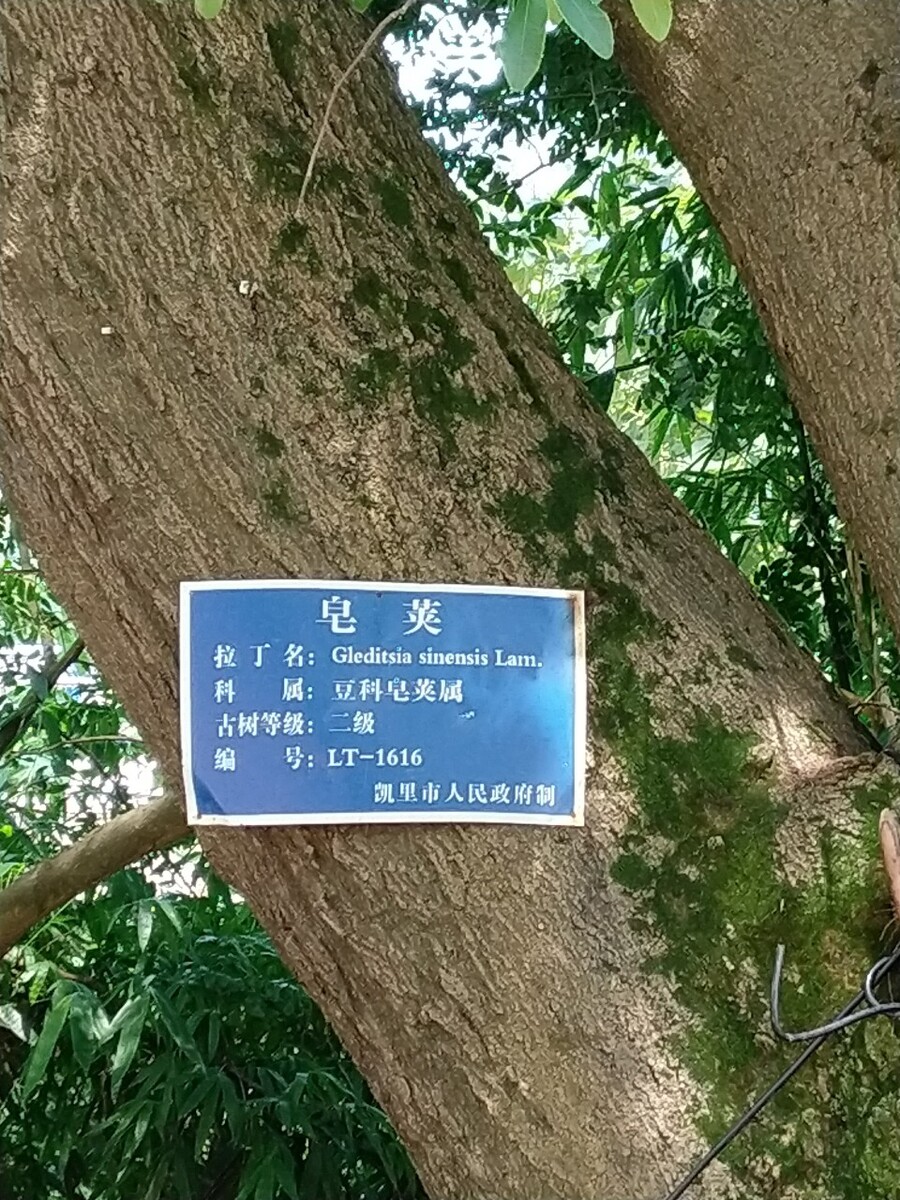 皂荚
拉丁名：Gleditsia sinensis Lam.
科属：豆科皂荚属
古树等级：二级
编号：LT-1616
凯里市人民政府制